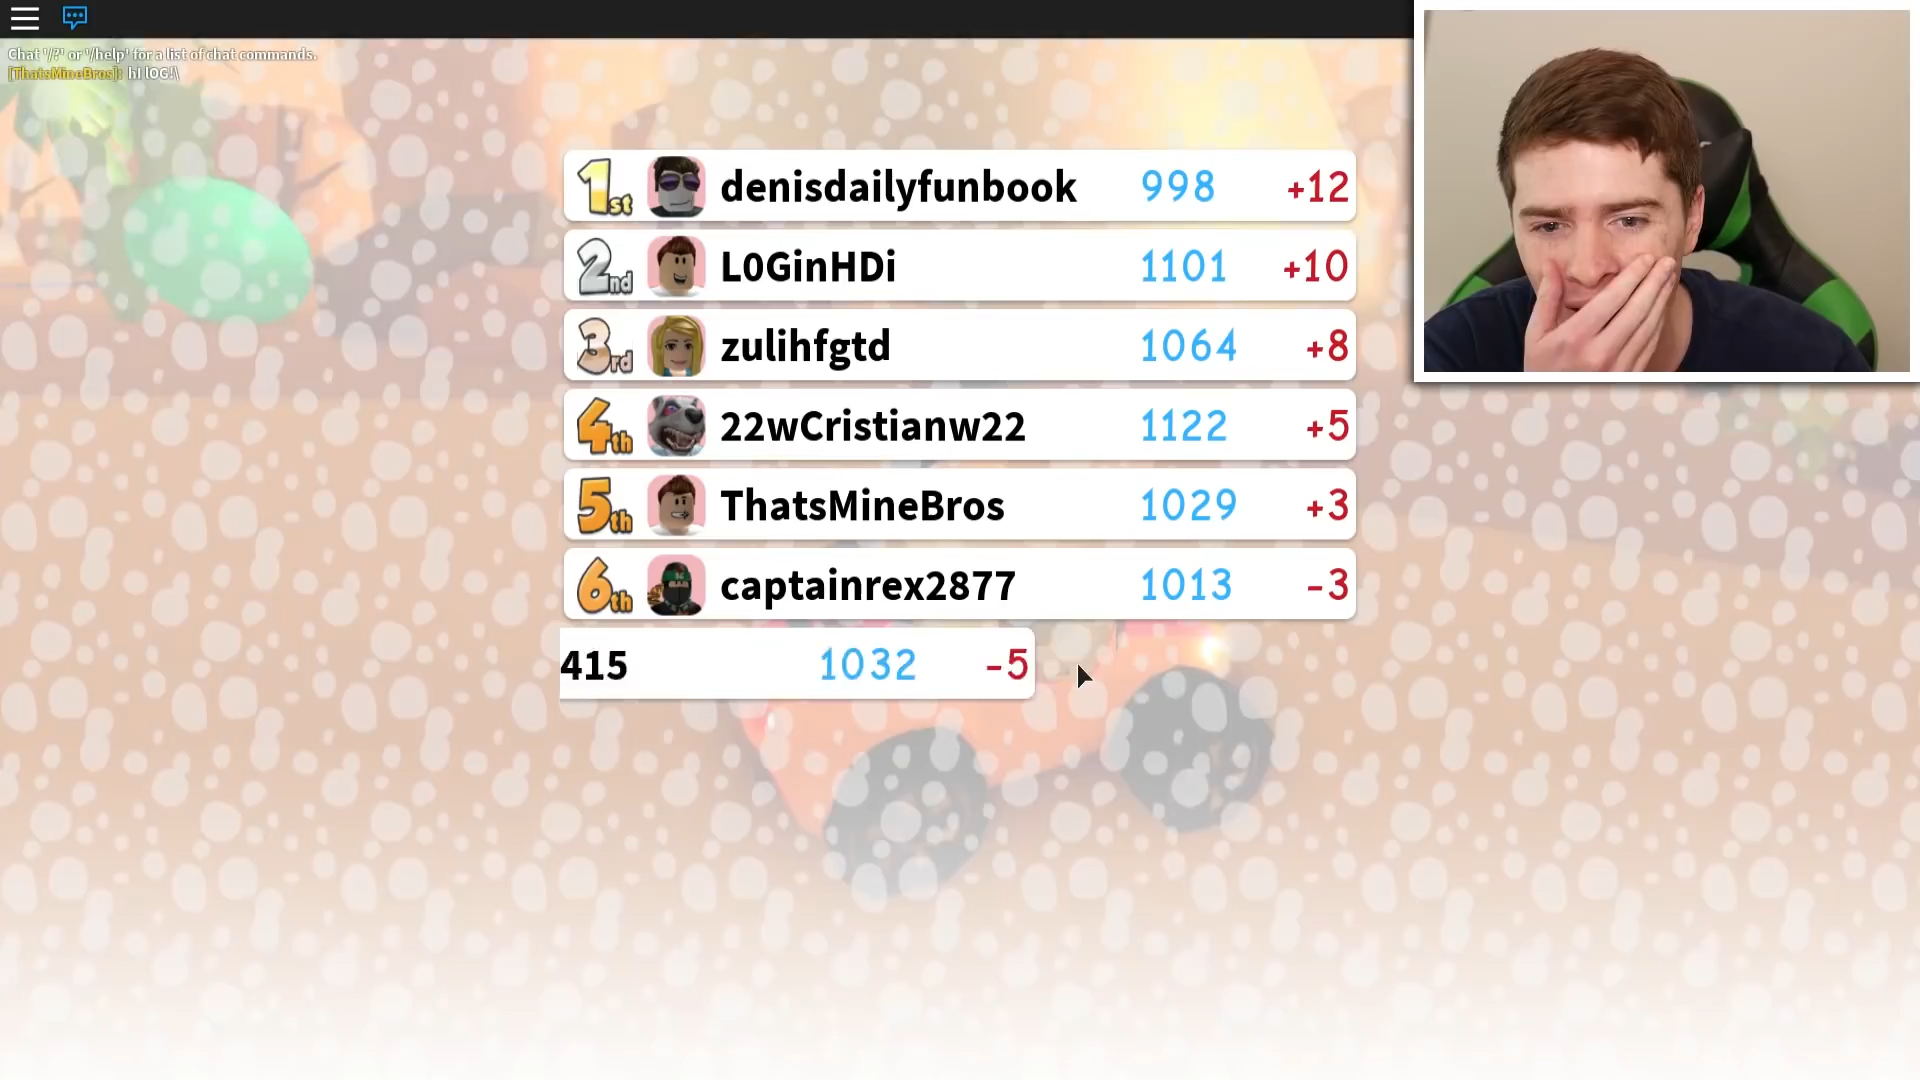 Chat '/?' or '/help' for a list of chat commands.
[ThatsMineBros]: hI lOG!\
1st denisdailyfunbook 998 +12
2nd L0GinHDi 1101 +10
3rd zulihfgtd 1064 +8
4th 22wCristianw22 1122 +5
5th ThatsMineBros 1029 +3
6th captainrex2877 1013 -3
415 1032 -5